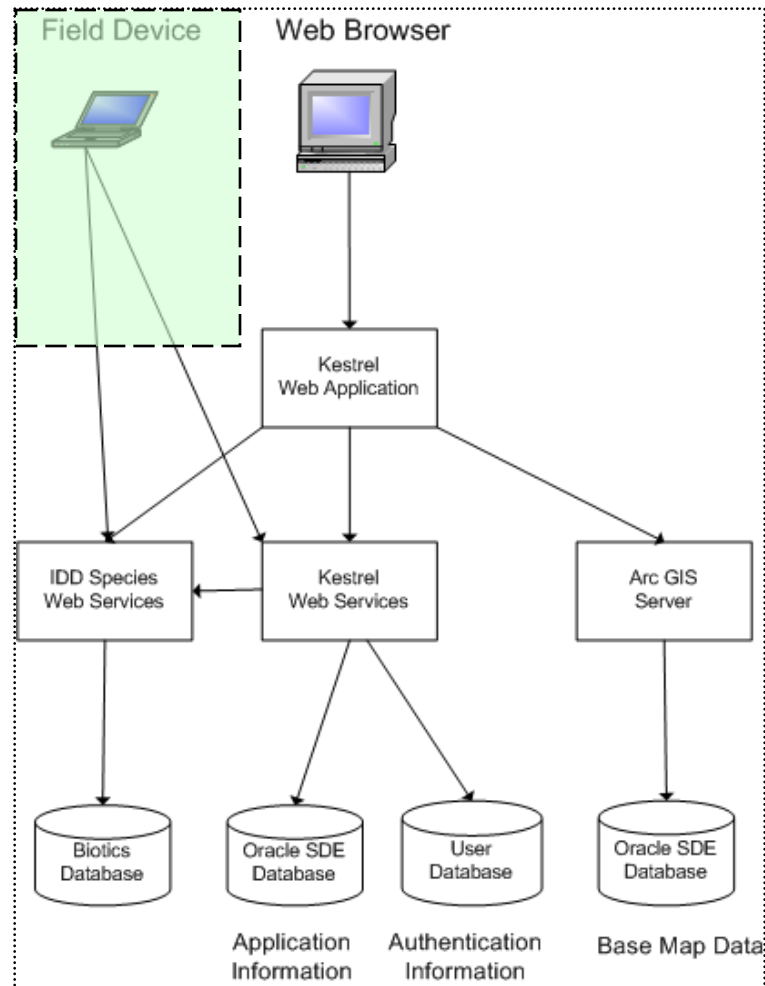 Field Device
Web Browser
Kestrel
Web Application
IDD Species
Web Services
Kestrel
Web Services
Arc GIS
Server
Biotics
Database
Oracle SDE
Database
User
Database
Oracle SDE
Database
Application
Information
Authentication
Information
Base Map Data